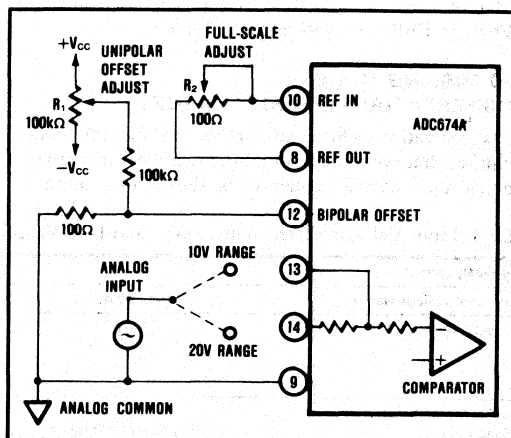 +VCC
UNIPOLAR
OFFSET
ADJUST
R1
100kΩ
−VCC
100kΩ
100Ω
FULL-SCALE
ADJUST
R2
100Ω
10 REF IN
ADC674A
8 REF OUT
12 BIPOLAR OFFSET
13
14
9
10V RANGE
ANALOG
INPUT
20V RANGE
−
+
COMPARATOR
ANALOG COMMON